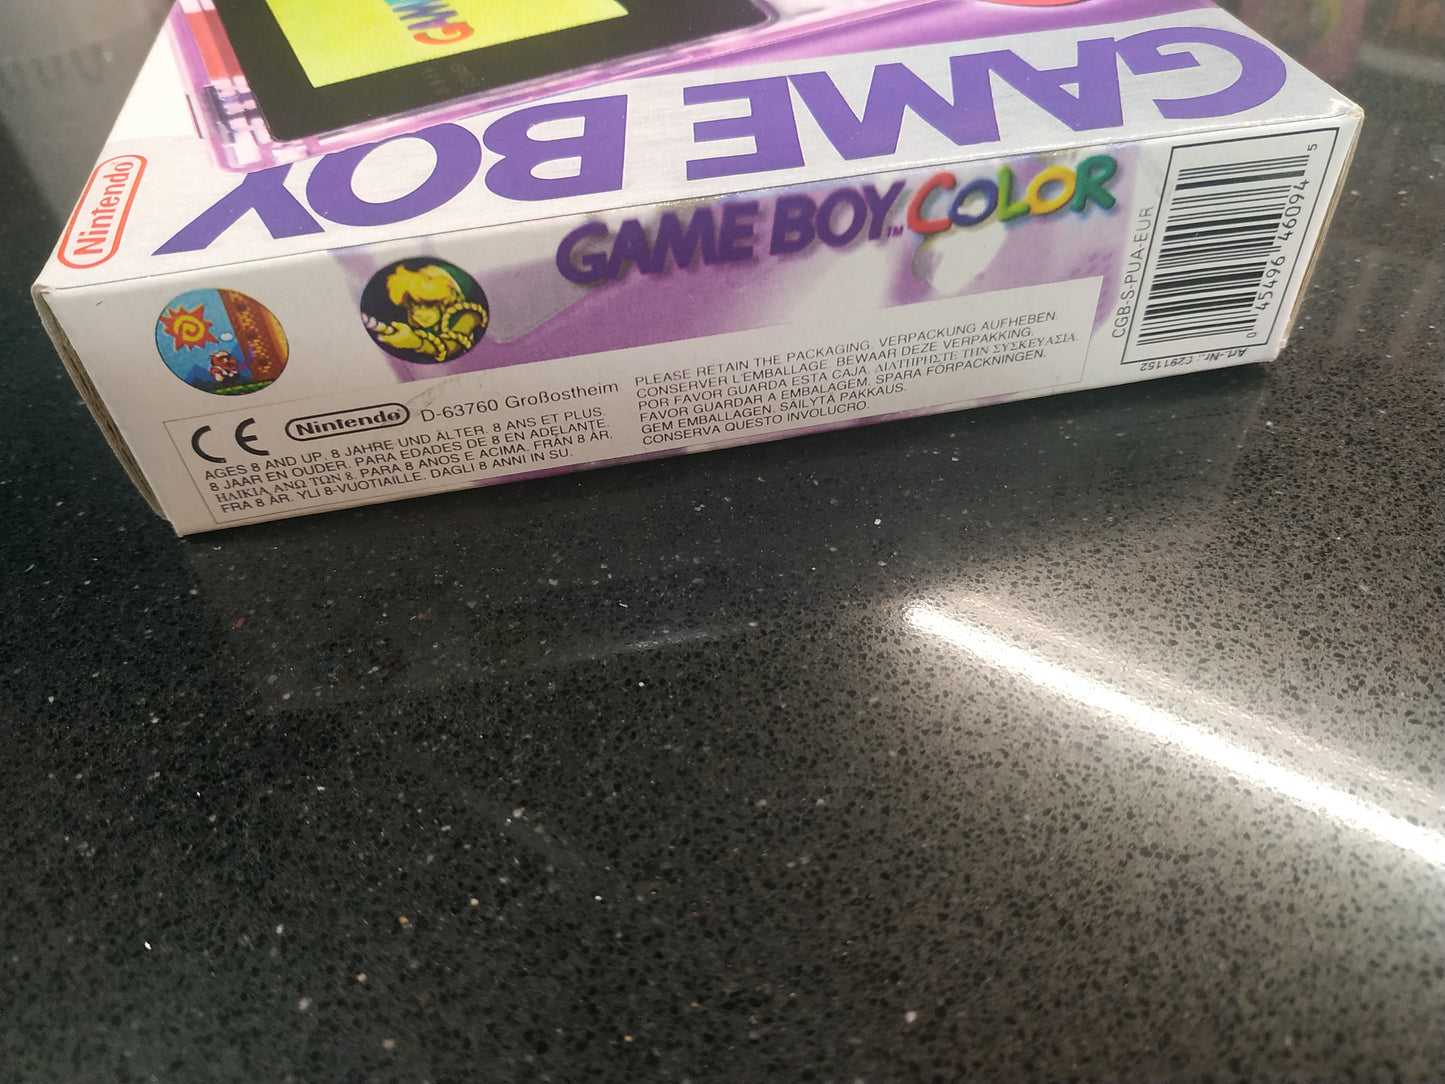 GAME
GAME BOY
Nintendo
GAME BOY COLOR
TM
CE
Nintendo
D-63760 Großostheim
AGES 8 AND UP. 8 JAHRE UND ÄLTER. 8 ANS ET PLUS.
8 JAAR EN OUDER. PARA EDADES DE 8 EN ADELANTE.
ΗΛΙΚΙΑ ΑΝΩ ΤΩΝ 8. PARA 8 ANOS E ACIMA. FRÅN 8 ÅR.
FRA 8 ÅR. YLI 8-VUOTIAILLE. DAGLI 8 ANNI IN SU.
PLEASE RETAIN THE PACKAGING. VERPACKUNG AUFHEBEN.
CONSERVER L'EMBALLAGE. BEWAAR DEZE VERPAKKING.
POR FAVOR GUARDA ESTA CAJA. ΔΙΑΤΗΡΗΣΤΕ ΤΗΝ ΣΥΣΚΕΥΑΣΙΑ.
FAVOR GUARDAR A EMBALAGEM. SPARA FÖRPACKNINGEN.
GEM EMBALLAGEN. SÄILYTÄ PAKKAUS.
CONSERVA QUESTO INVOLUCRO.
CGB-S-PUA-EUR
0 45496 46094 5
Art.-Nr.: C291152